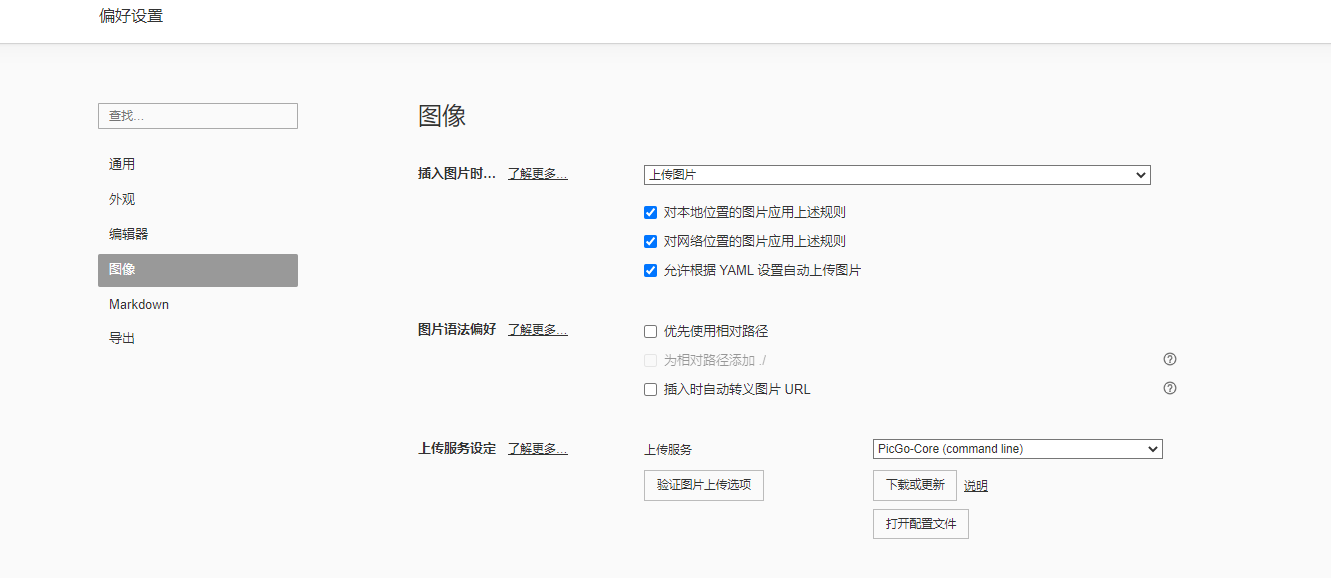 偏好设置
查找...
通用
外观
编辑器
图像
Markdown
导出
图像
插入图片时... 了解更多...
上传图片
对本地位置的图片应用上述规则
对网络位置的图片应用上述规则
允许根据 YAML 设置自动上传图片
图片语法偏好 了解更多...
优先使用相对路径
为相对路径添加 ./
插入时自动转义图片 URL
上传服务设定 了解更多...
上传服务 PicGo-Core (command line)
验证图片上传选项 下载或更新 说明
打开配置文件